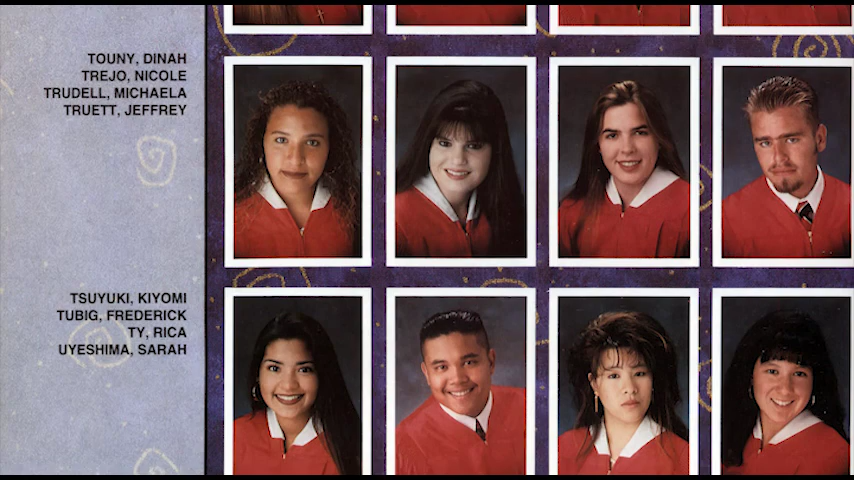 TOUNY, DINAH
TREJO, NICOLE
TRUDELL, MICHAELA
TRUETT, JEFFREY
TSUYUKI, KIYOMI
TUBIG, FREDERICK
TY, RICA
UYESHIMA, SARAH